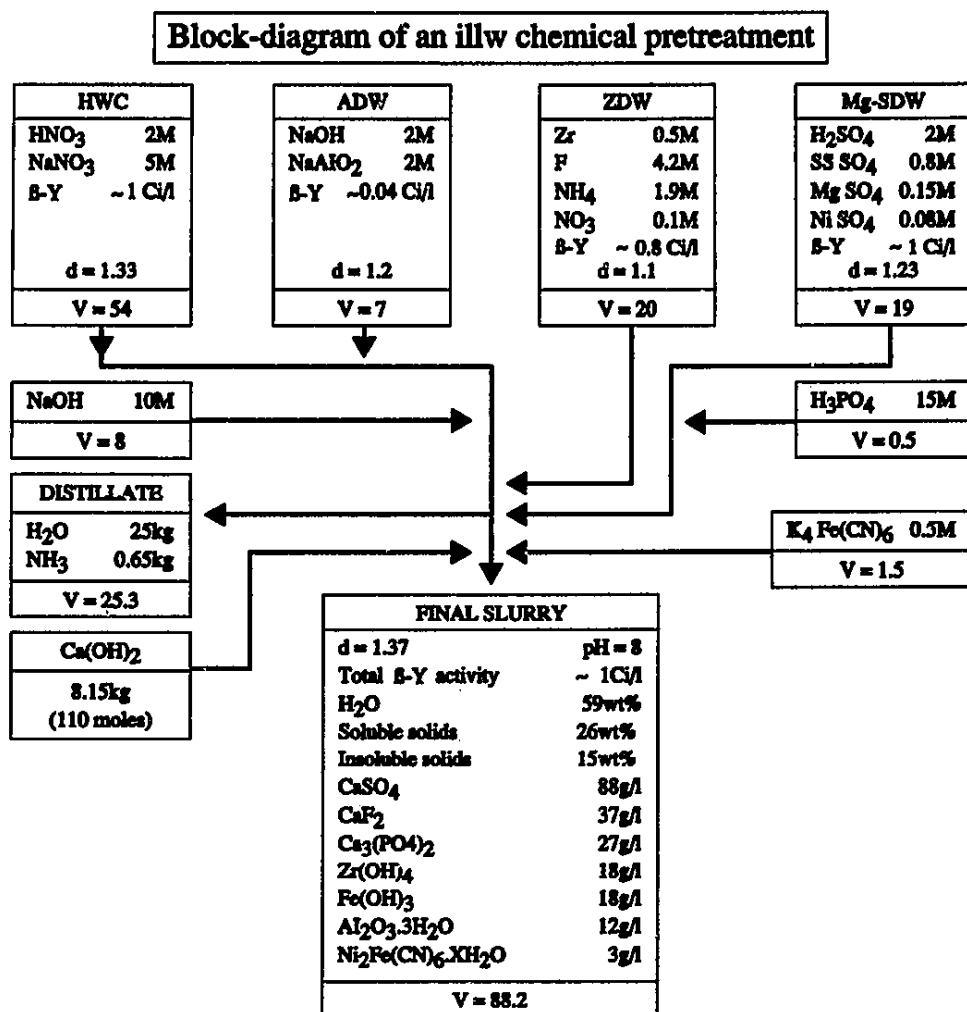 Block-diagram of an illw chemical pretreatment
HWC
HNO3 2M
NaNO3 5M
ß-Y ~ 1 Ci/l
d = 1.33
V = 54
ADW
NaOH 2M
NaAlO2 2M
ß-Y ~0.04 Ci/l
d = 1.2
V = 7
ZDW
Zr 0.5M
F 4.2M
NH4 1.9M
NO3 0.1M
ß-Y ~ 0.8 Ci/l
d = 1.1
V = 20
Mg-SDW
H2SO4 2M
SS SO4 0.8M
Mg SO4 0.15M
Ni SO4 0.08M
ß-Y ~ 1 Ci/l
d = 1.23
V = 19
NaOH 10M
V = 8
H3PO4 15M
V = 0.5
DISTILLATE
H2O 25kg
NH3 0.65kg
V = 25.3
K4 Fe(CN)6 0.5M
V = 1.5
Ca(OH)2
8.15kg
(110 moles)
FINAL SLURRY
d = 1.37 pH = 8
Total ß-Y activity ~ 1Ci/l
H2O 59wt%
Soluble solids 26wt%
Insoluble solids 15wt%
CaSO4 88g/l
CaF2 37g/l
Ca3(PO4)2 27g/l
Zr(OH)4 18g/l
Fe(OH)3 18g/l
Al2O3.3H2O 12g/l
Ni2Fe(CN)6.XH2O 3g/l
V = 88.2